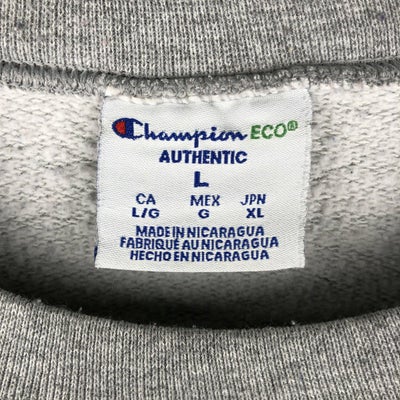 Champion ECO®
AUTHENTIC
L
CA MEX JPN
L/G G XL
MADE IN NICARAGUA
FABRIQUÉ AU NICARAGUA
HECHO EN NICARAGUA